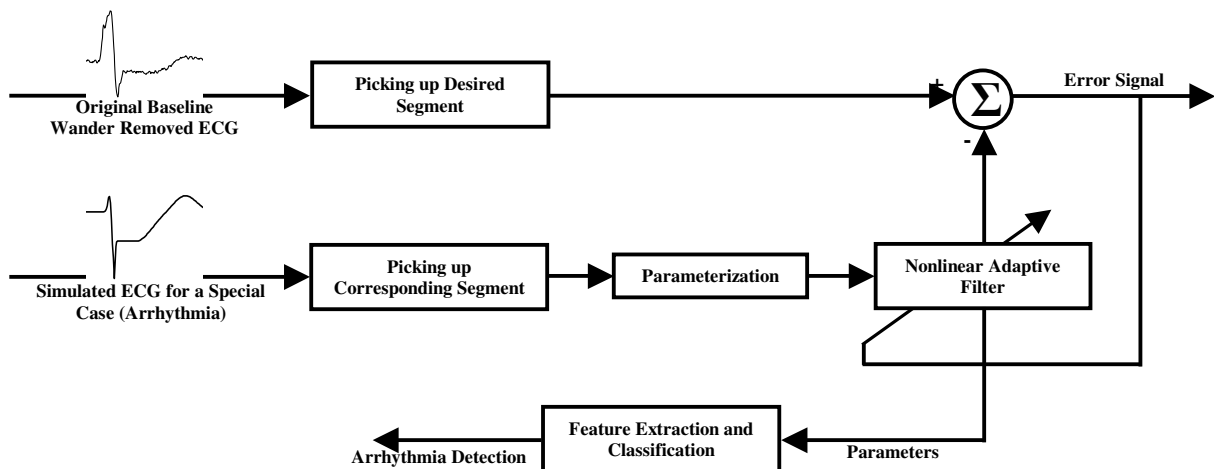 Picking up Desired
Segment
+
Σ
Error Signal
Original Baseline
Wander Removed ECG
-
Picking up
Corresponding Segment
Parameterization
Nonlinear Adaptive
Filter
Simulated ECG for a Special
Case (Arrhythmia)
Feature Extraction and
Classification
Arrhythmia Detection
Parameters